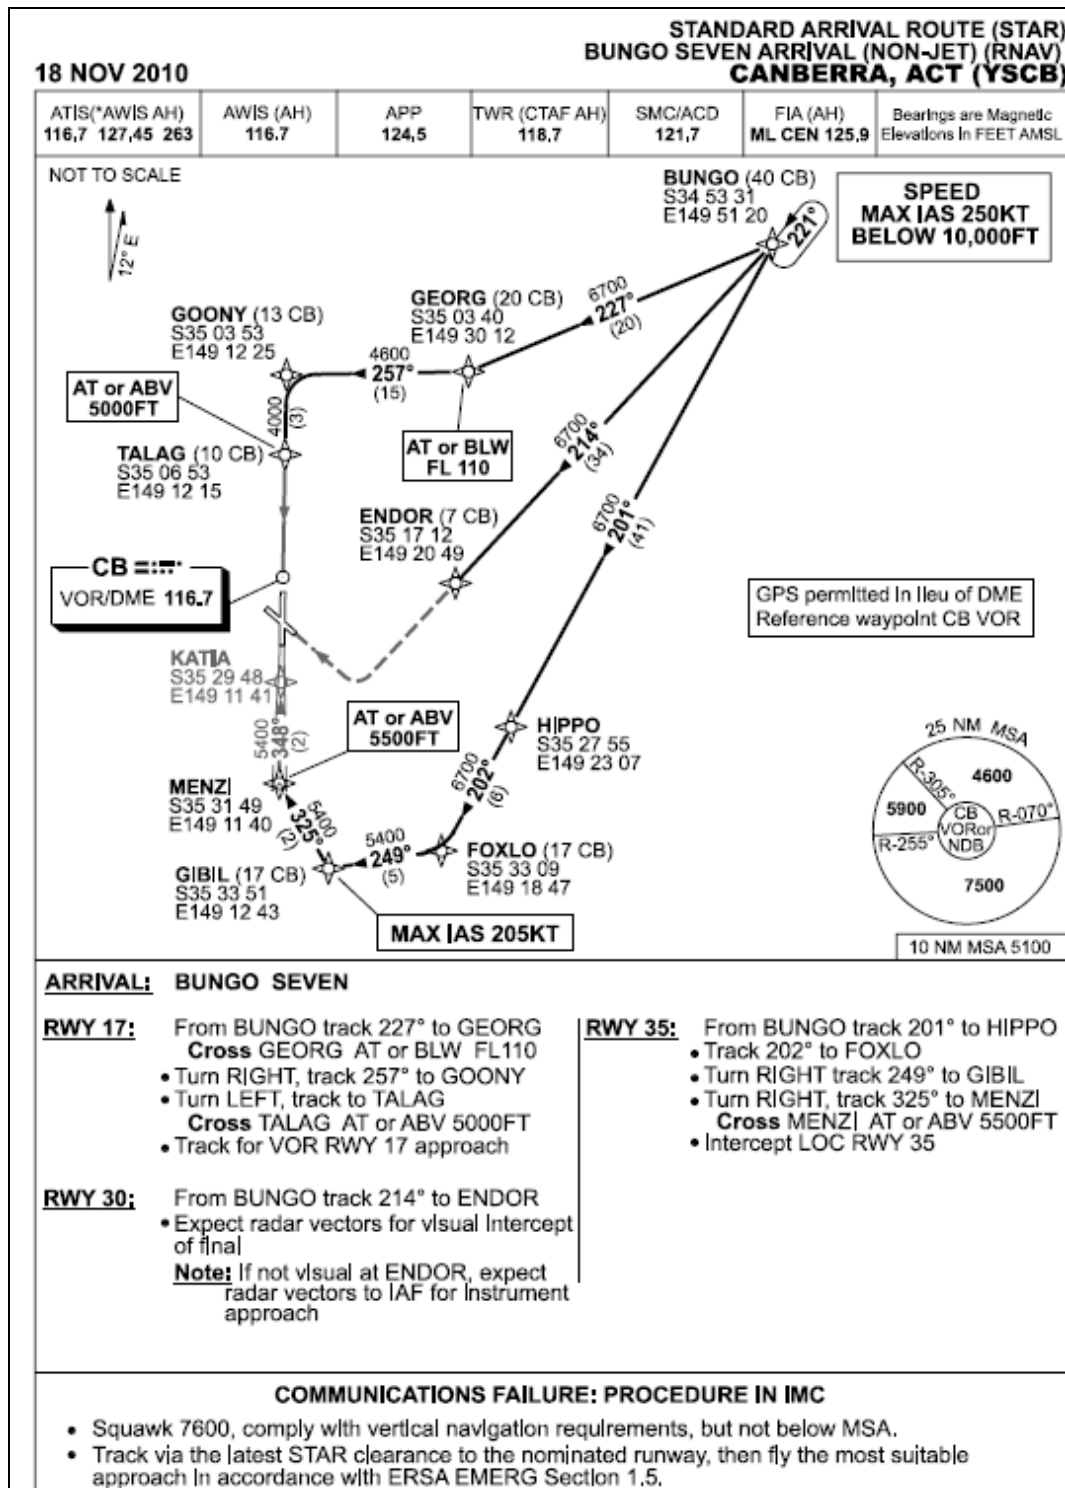 STANDARD ARRIVAL ROUTE (STAR)
BUNGO SEVEN ARRIVAL (NON-JET) (RNAV)
18 NOV 2010
CANBERRA, ACT (YSCB)
ATIS(*AWIS AH)
116.7 127.45 263
AWIS (AH)
116.7
APP
124.5
TWR (CTAF AH)
118.7
SMC/ACD
121.7
FIA (AH)
ML CEN 125.9
Bearings are Magnetic
Elevations in FEET AMSL
NOT TO SCALE
12° E
BUNGO (40 CB)
S34 53 31
E149 51 20
221°
SPEED
MAX IAS 250KT
BELOW 10,000FT
GOONY (13 CB)
S35 03 53
E149 12 25
GEORG (20 CB)
S35 03 40
E149 30 12
6700
227°
(20)
4600
257°
(15)
AT or ABV
5000FT
4000
(3)
TALAG (10 CB)
S35 06 53
E149 12 15
AT or BLW
FL 110
6700
214°
(34)
6700
201°
(41)
ENDOR (7 CB)
S35 17 12
E149 20 49
CB
VOR/DME 116.7
GPS permitted in lieu of DME
Reference waypoint CB VOR
KATIA
S35 29 48
E149 11 41
5400
348°
(2)
AT or ABV
5500FT
HIPPO
S35 27 55
E149 23 07
6700
202°
(6)
MENZI
S35 31 49
E149 11 40
5400
325°
(2)
5400
249°
(5)
FOXLO (17 CB)
S35 33 09
E149 18 47
GIBIL (17 CB)
S35 33 51
E149 12 43
MAX IAS 205KT
25 NM MSA
R-305°
4600
5900
CB
VORor
NDB
R-070°
R-255°
7500
10 NM MSA 5100
ARRIVAL: BUNGO SEVEN
RWY 17: From BUNGO track 227° to GEORG
Cross GEORG AT or BLW FL110
• Turn RIGHT, track 257° to GOONY
• Turn LEFT, track to TALAG
Cross TALAG AT or ABV 5000FT
• Track for VOR RWY 17 approach
RWY 30: From BUNGO track 214° to ENDOR
• Expect radar vectors for visual intercept
of final
Note: If not visual at ENDOR, expect
radar vectors to IAF for instrument
approach
RWY 35: From BUNGO track 201° to HIPPO
• Track 202° to FOXLO
• Turn RIGHT track 249° to GIBIL
• Turn RIGHT, track 325° to MENZI
Cross MENZI AT or ABV 5500FT
• Intercept LOC RWY 35
COMMUNICATIONS FAILURE: PROCEDURE IN IMC
• Squawk 7600, comply with vertical navigation requirements, but not below MSA.
• Track via the latest STAR clearance to the nominated runway, then fly the most suitable
approach in accordance with ERSA EMERG Section 1.5.